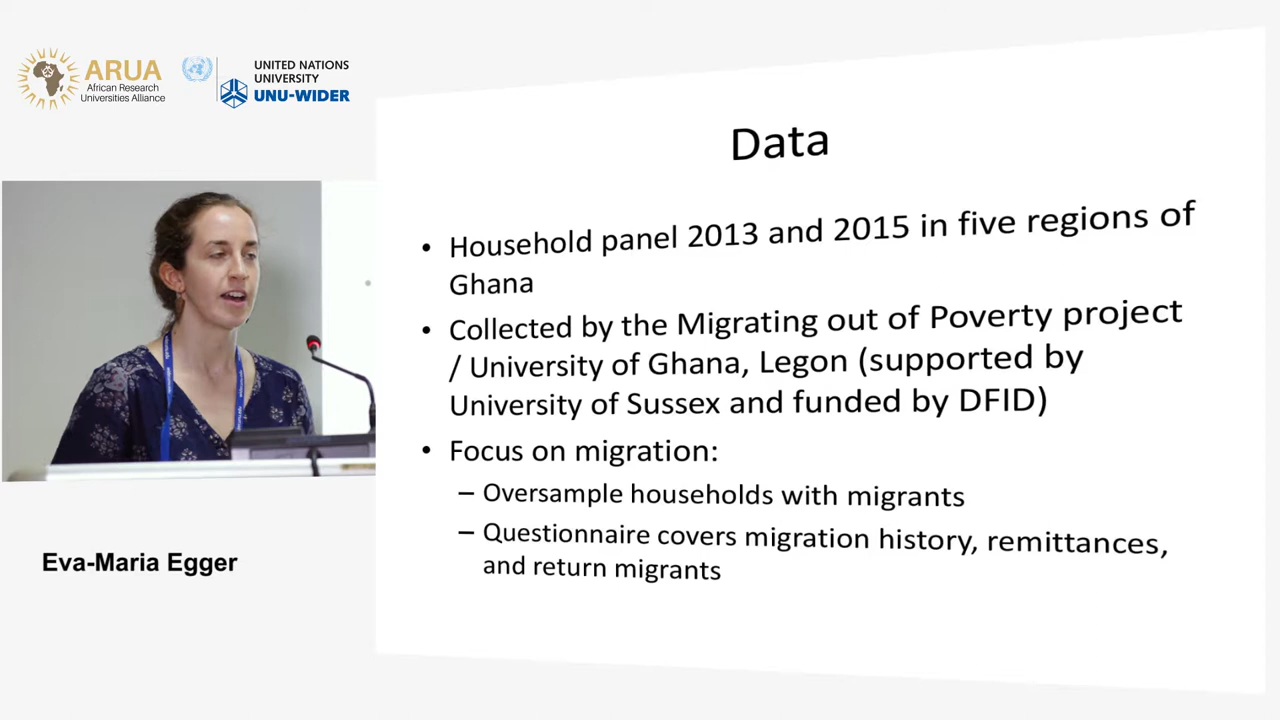 ARUA
African Research
Universities Alliance
UNITED NATIONS
UNIVERSITY
UNU-WIDER
Data
• Household panel 2013 and 2015 in five regions of
Ghana
• Collected by the Migrating out of Poverty project
/ University of Ghana, Legon (supported by
University of Sussex and funded by DFID)
• Focus on migration:
– Oversample households with migrants
– Questionnaire covers migration history, remittances,
and return migrants
Eva-Maria Egger